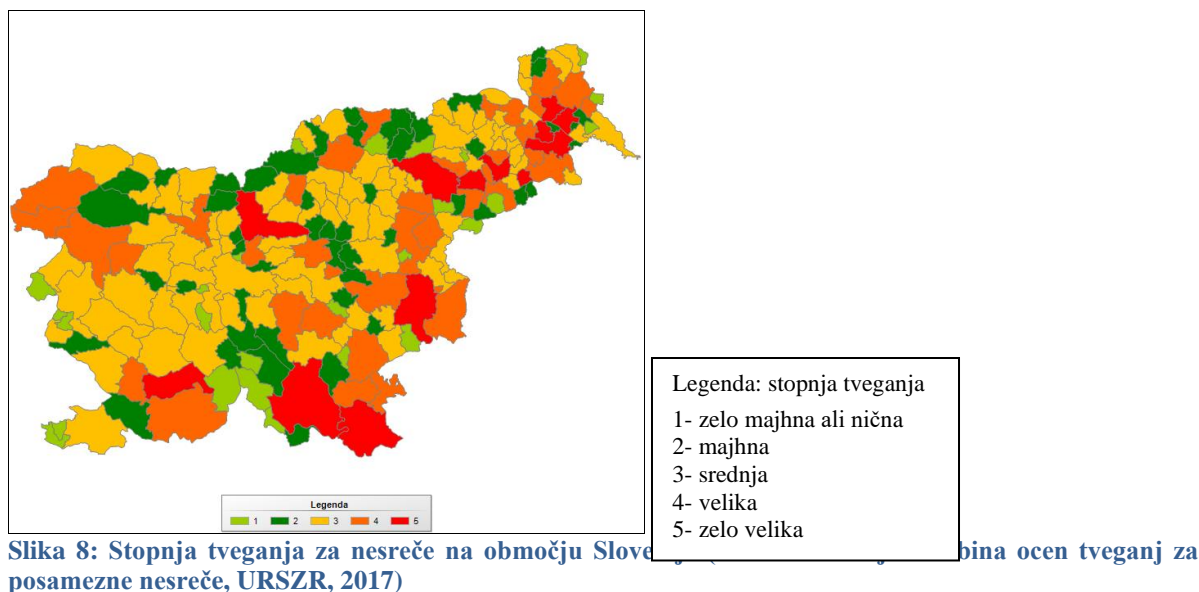 Legenda
1 2 3 4 5
Legenda: stopnja tveganja
1- zelo majhna ali nična
2- majhna
3- srednja
4- velika
5- zelo velika
Slika 8: Stopnja tveganja za nesreče na območju ocen tveganj za
posamezne nesreče, URSZR, 2017)